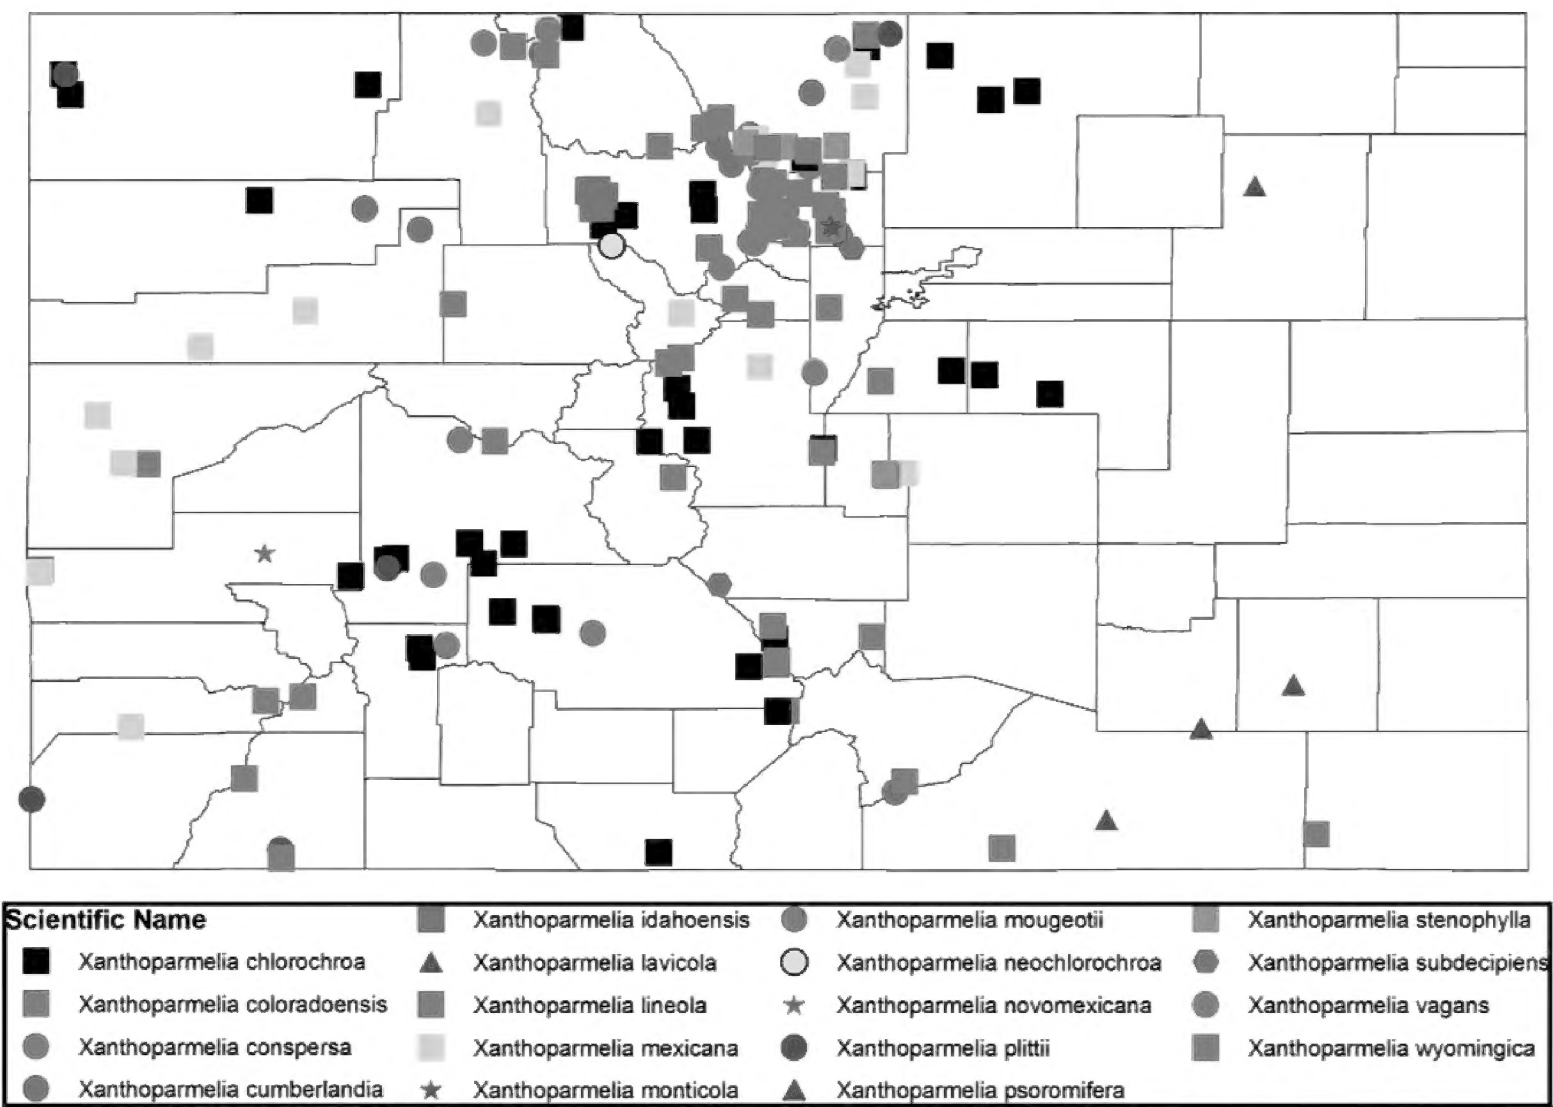 Scientific Name
Xanthoparmelia chlorochroa
Xanthoparmelia coloradoensis
Xanthoparmelia conspersa
Xanthoparmelia cumberlandia
Xanthoparmelia idahoensis
Xanthoparmelia lavicola
Xanthoparmelia lineola
Xanthoparmelia mexicana
Xanthoparmelia monticola
Xanthoparmelia mougeotii
Xanthoparmelia neochlorochroa
Xanthoparmelia novomexicana
Xanthoparmelia plittii
Xanthoparmelia psoromifera
Xanthoparmelia stenophylla
Xanthoparmelia subdecipiens
Xanthoparmelia vagans
Xanthoparmelia wyomingica